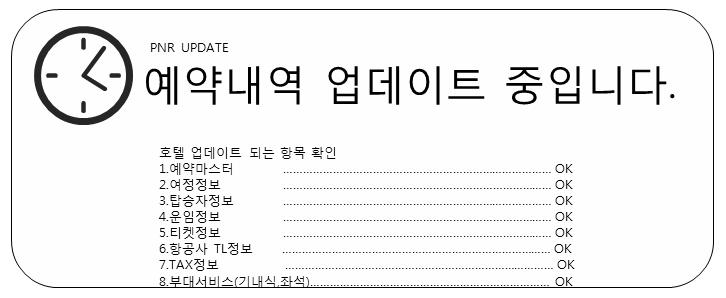 PNR UPDATE
예약내역 업데이트 중입니다.
호텔 업데이트 되는 항목 확인
1.예약마스터 ........................................................................ OK
2.여정정보 ........................................................................ OK
3.탑승자정보 ........................................................................ OK
4.운임정보 ........................................................................ OK
5.티켓정보 ........................................................................ OK
6.항공사 TL정보 ........................................................................ OK
7.TAX정보 ........................................................................ OK
8.부대서비스(기내식,좌석)................................................................ OK